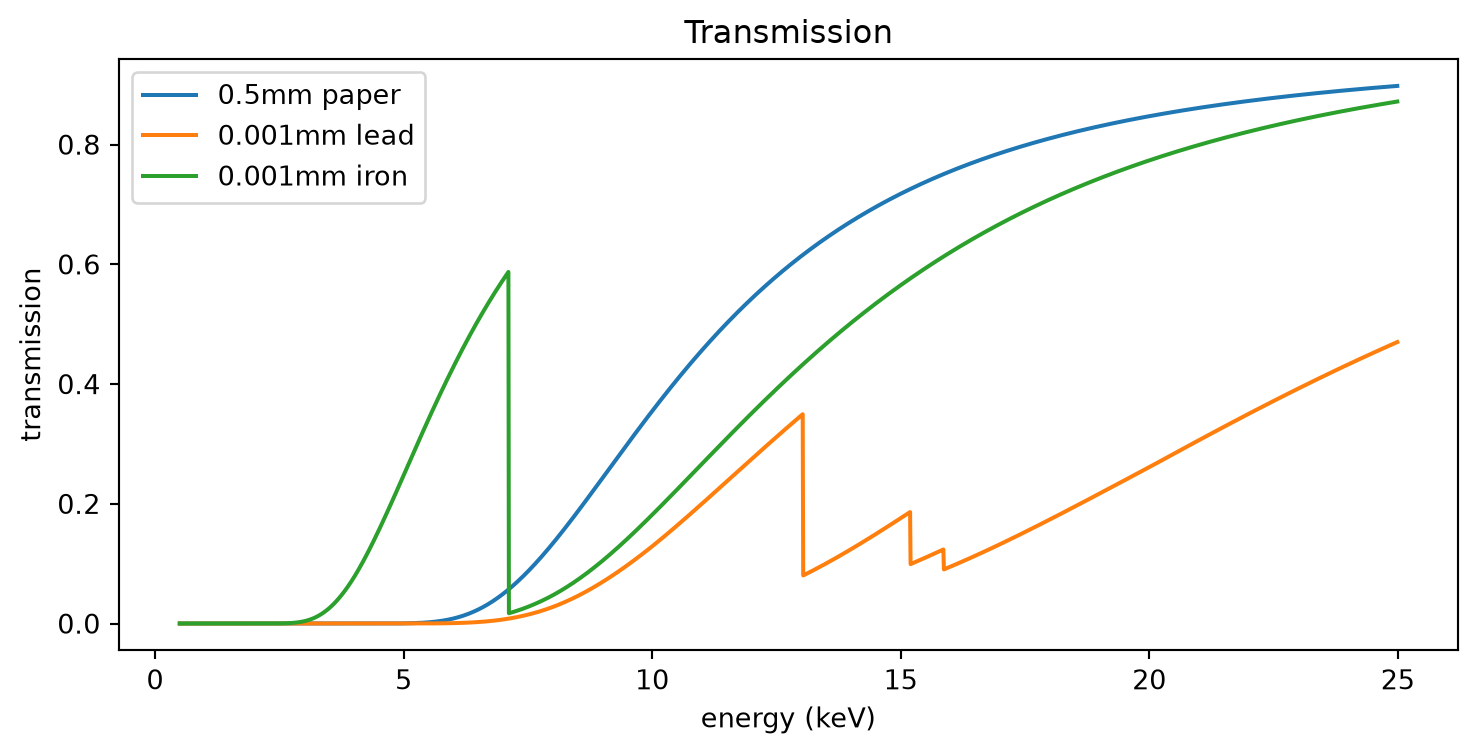 Transmission
0.5mm paper
0.001mm lead
0.001mm iron
transmission
0.8
0.6
0.4
0.2
0.0
0 5 10 15 20 25
energy (keV)